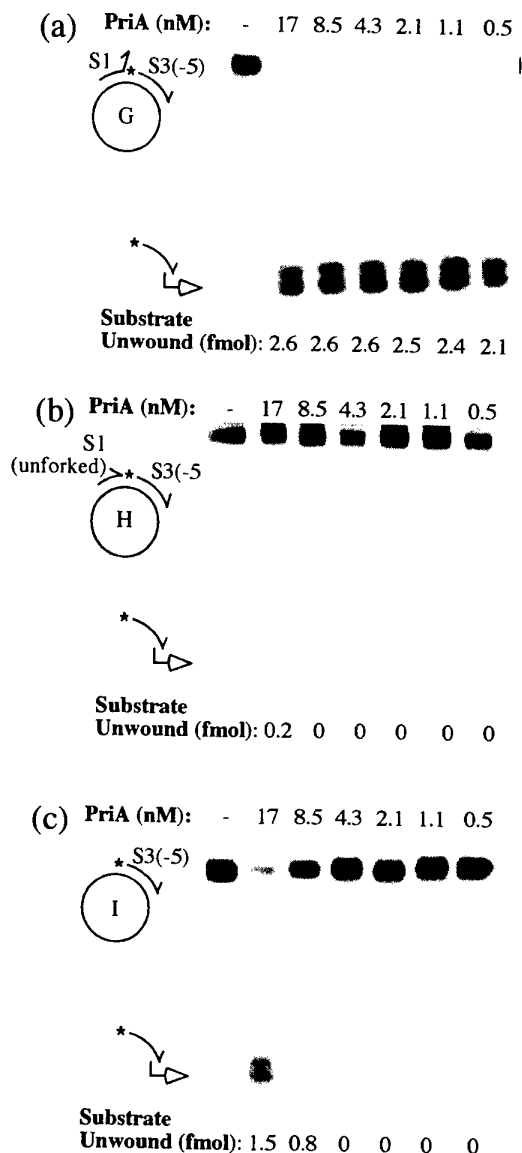 (a) PriA (nM): - 17 8.5 4.3 2.1 1.1 0.5
S1 * S3(-5)
G
*
Substrate
Unwound (fmol): 2.6 2.6 2.6 2.5 2.4 2.1
(b) PriA (nM): - 17 8.5 4.3 2.1 1.1 0.5
S1
(unforked) * S3(-5
H
*
Substrate
Unwound (fmol): 0.2 0 0 0 0 0
(c) PriA (nM): - 17 8.5 4.3 2.1 1.1 0.5
* S3(-5)
I
*
Substrate
Unwound (fmol): 1.5 0.8 0 0 0 0